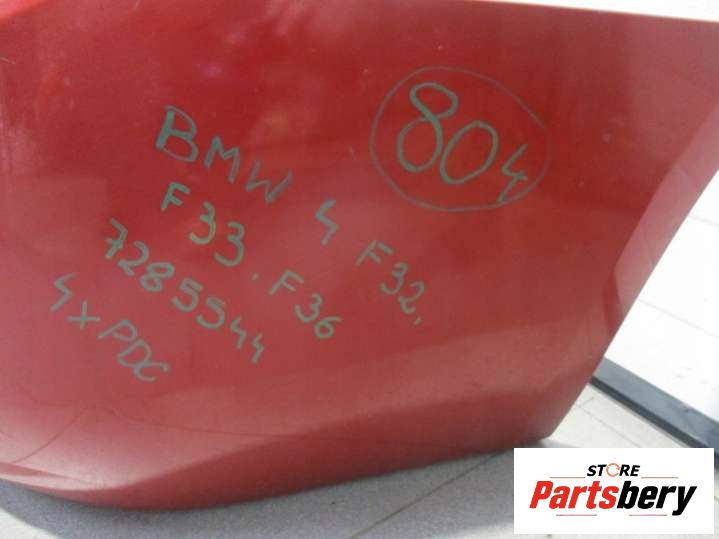 804
BMW 4 F32,
F33, F36
7285544
4xPDC
STORE
Partsbery